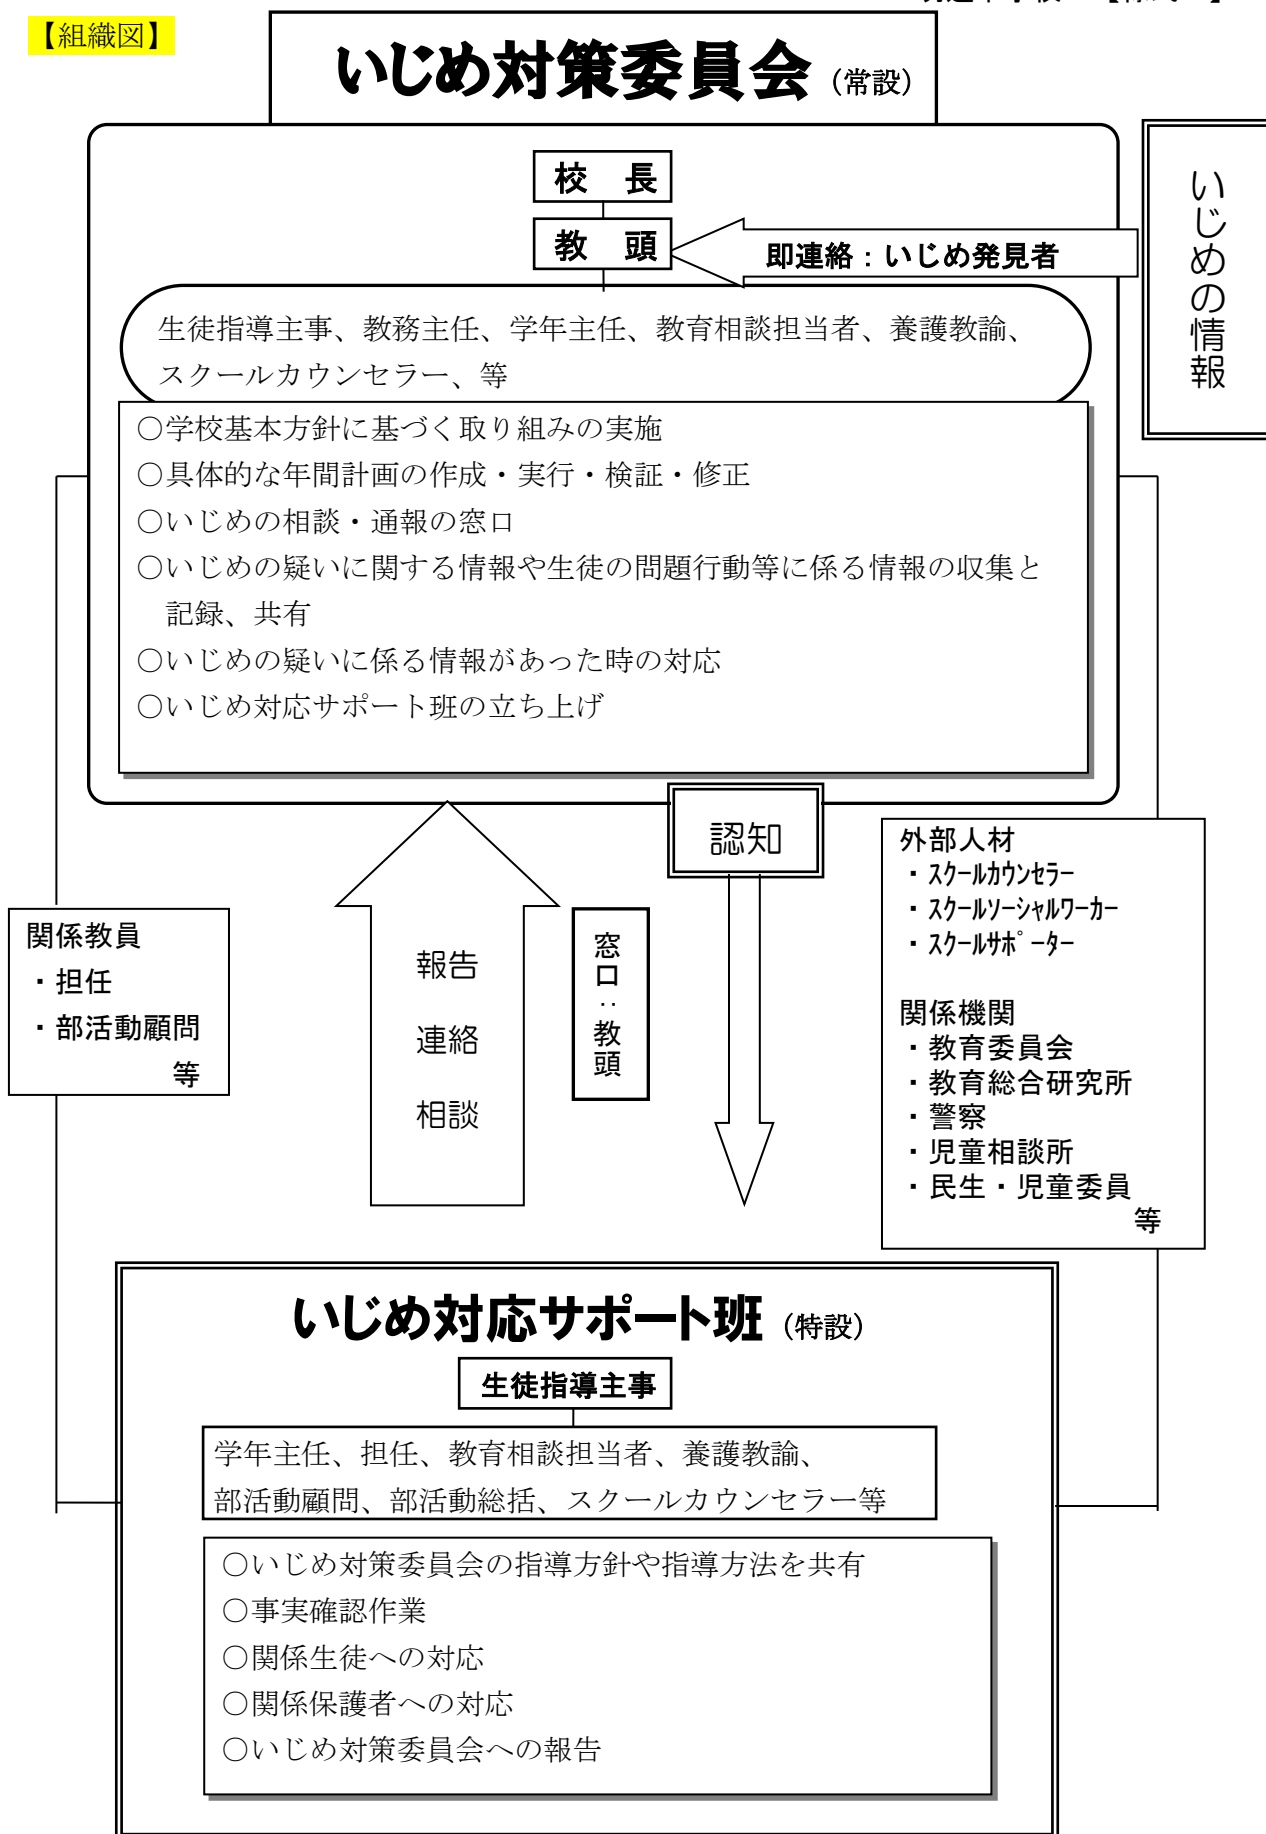 【組織図】
いじめ対策委員会（常設）
校　長
教　頭
即連絡：いじめ発見者
いじめの情報
生徒指導主事、教務主任、学年主任、教育相談担当者、養護教諭、
スクールカウンセラー、等
○学校基本方針に基づく取り組みの実施
○具体的な年間計画の作成・実行・検証・修正
○いじめの相談・通報の窓口
○いじめの疑いに関する情報や生徒の問題行動等に係る情報の収集と
記録、共有
○いじめの疑いに係る情報があった時の対応
○いじめ対応サポート班の立ち上げ
認知
関係教員
・担任
・部活動顧問
等
報告
連絡
相談
窓口：教頭
外部人材
・ｽｸｰﾙｶｳﾝｾﾗｰ
・ｽｸｰﾙｿｰｼｬﾙﾜｰｶｰ
・ｽｸｰﾙｻﾎﾟｰﾀｰ
関係機関
・教育委員会
・教育総合研究所
・警察
・児童相談所
・民生・児童委員
等
いじめ対応サポート班（特設）
生徒指導主事
学年主任、担任、教育相談担当者、養護教諭、
部活動顧問、部活動総括、スクールカウンセラー等
○いじめ対策委員会の指導方針や指導方法を共有
○事実確認作業
○関係生徒への対応
○関係保護者への対応
○いじめ対策委員会への報告